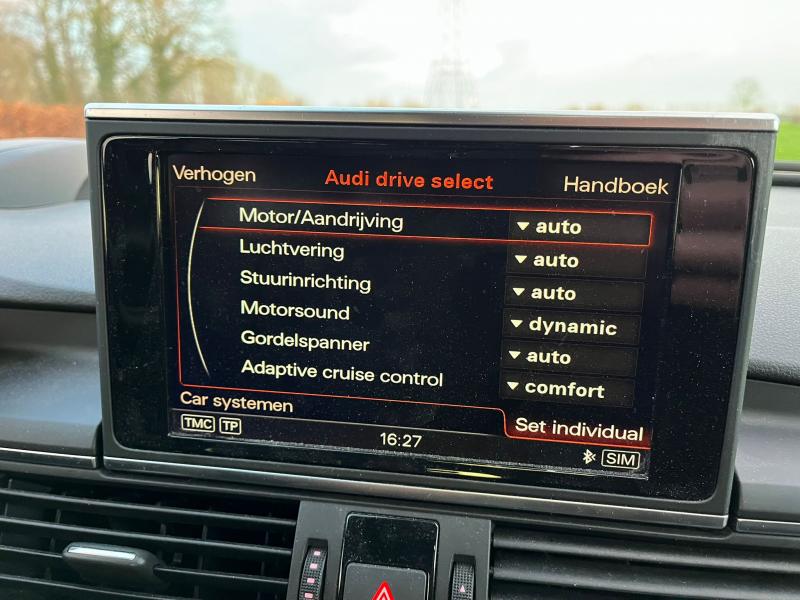 Verhogen Audi drive select Handboek
Motor/Aandrijving auto
Luchtvering auto
Stuurinrichting auto
Motorsound dynamic
Gordelspanner auto
Adaptive cruise control comfort
Car systemen Set individual
TMC TP 16:27 SIM